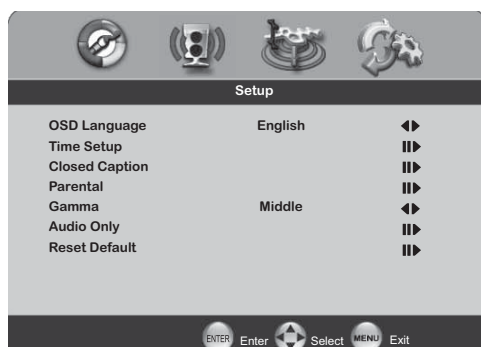 Setup
OSD Language English
Time Setup
Closed Caption
Parental
Gamma Middle
Audio Only
Reset Default
ENTER Enter Select MENU Exit